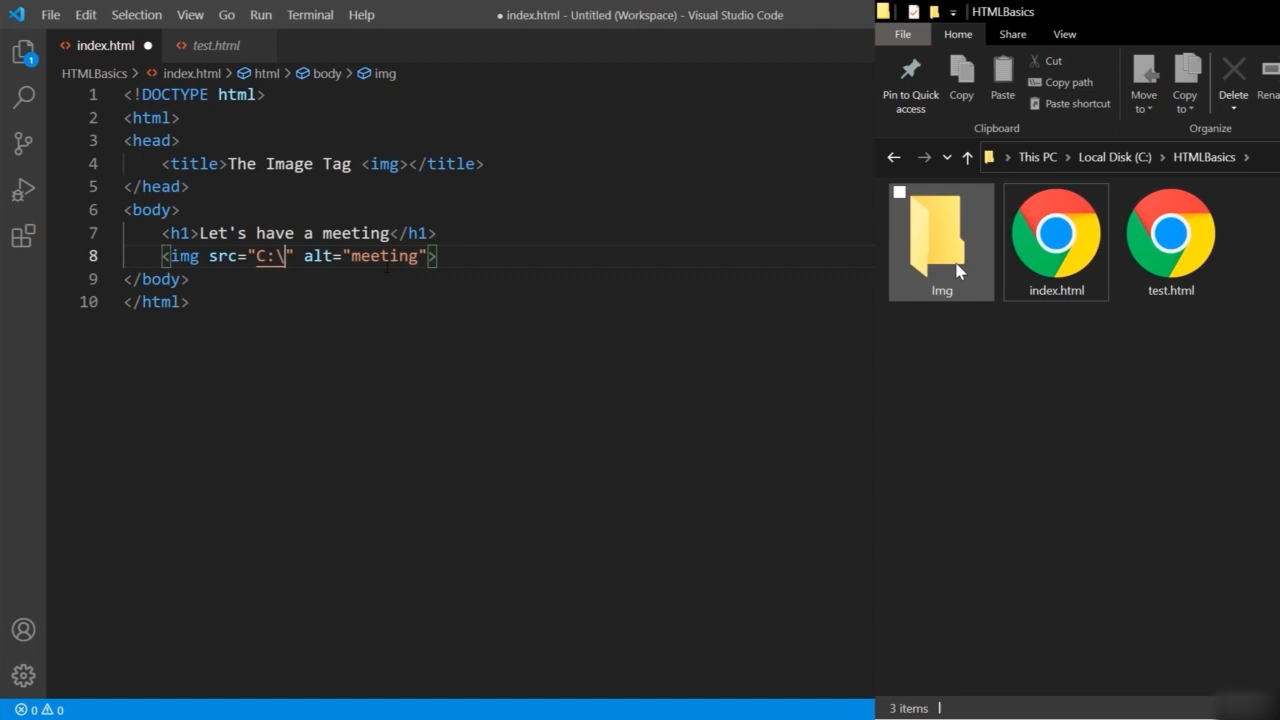 File Edit Selection View Go Run Terminal Help
● index.html - Untitled (Workspace) - Visual Studio Code
index.html ●
test.html
HTMLBasics > index.html > html > body > img
1 <!DOCTYPE html>
2 <html>
3 <head>
4 <title>The Image Tag <img></title>
5 </head>
6 <body>
7 <h1>Let's have a meeting</h1>
8 <img src="C:\" alt="meeting">
9 </body>
10 </html>
1
0 0
HTMLBasics
File Home Share View
Pin to Quick access
Copy
Paste
Cut
Copy path
Paste shortcut
Clipboard
Move to
Copy to
Delete
Rena
Organize
This PC > Local Disk (C:) > HTMLBasics >
Img
index.html
test.html
3 items